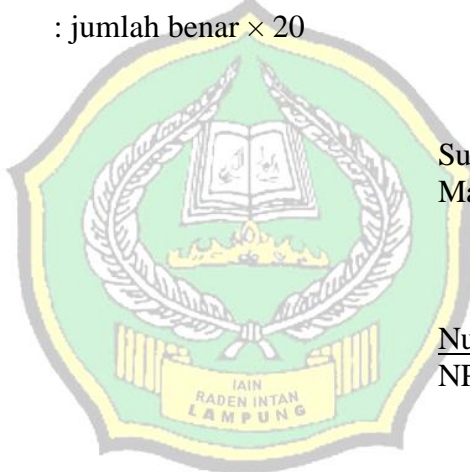 : jumlah benar × 20
Su
Ma
Nu
NP
IAIN
RADEN INTAN
LAMPUNG